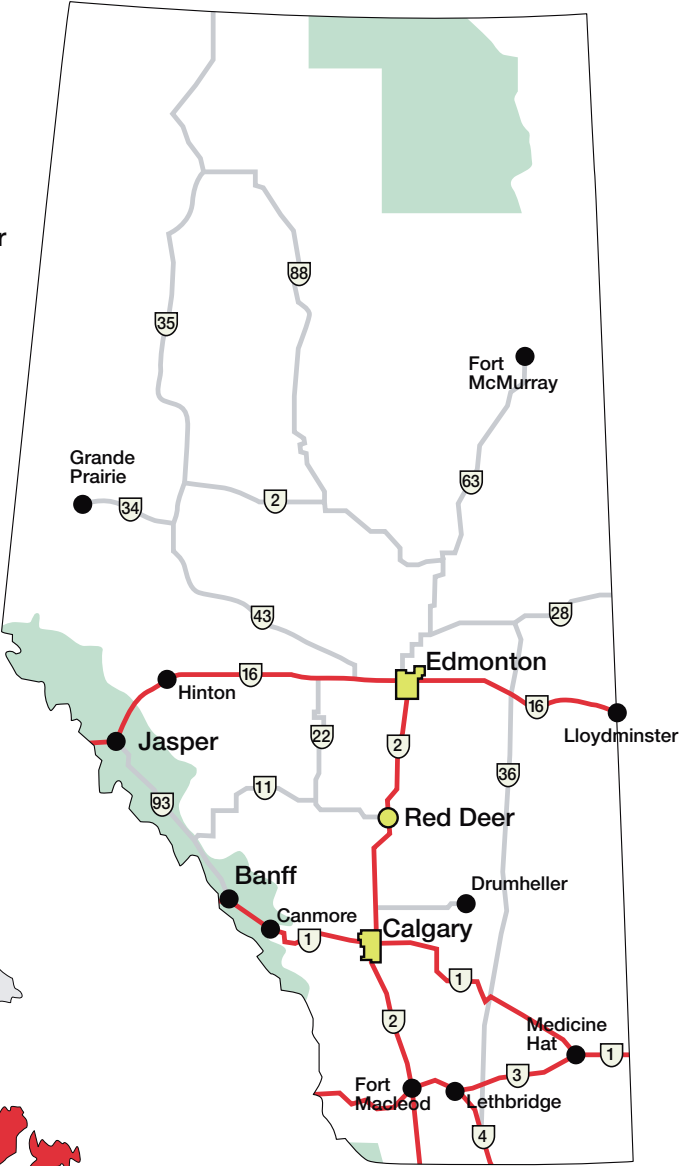 r
88
35
Fort
McMurray
Grande
Prairie
34
2
63
43
28
Edmonton
16
Hinton
16
Lloydminster
Jasper
22
2
36
93
11
Red Deer
Banff
Drumheller
Canmore
Calgary
1
1
2
Medicine
Hat
1
3
Fort
Macleod
Lethbridge
4